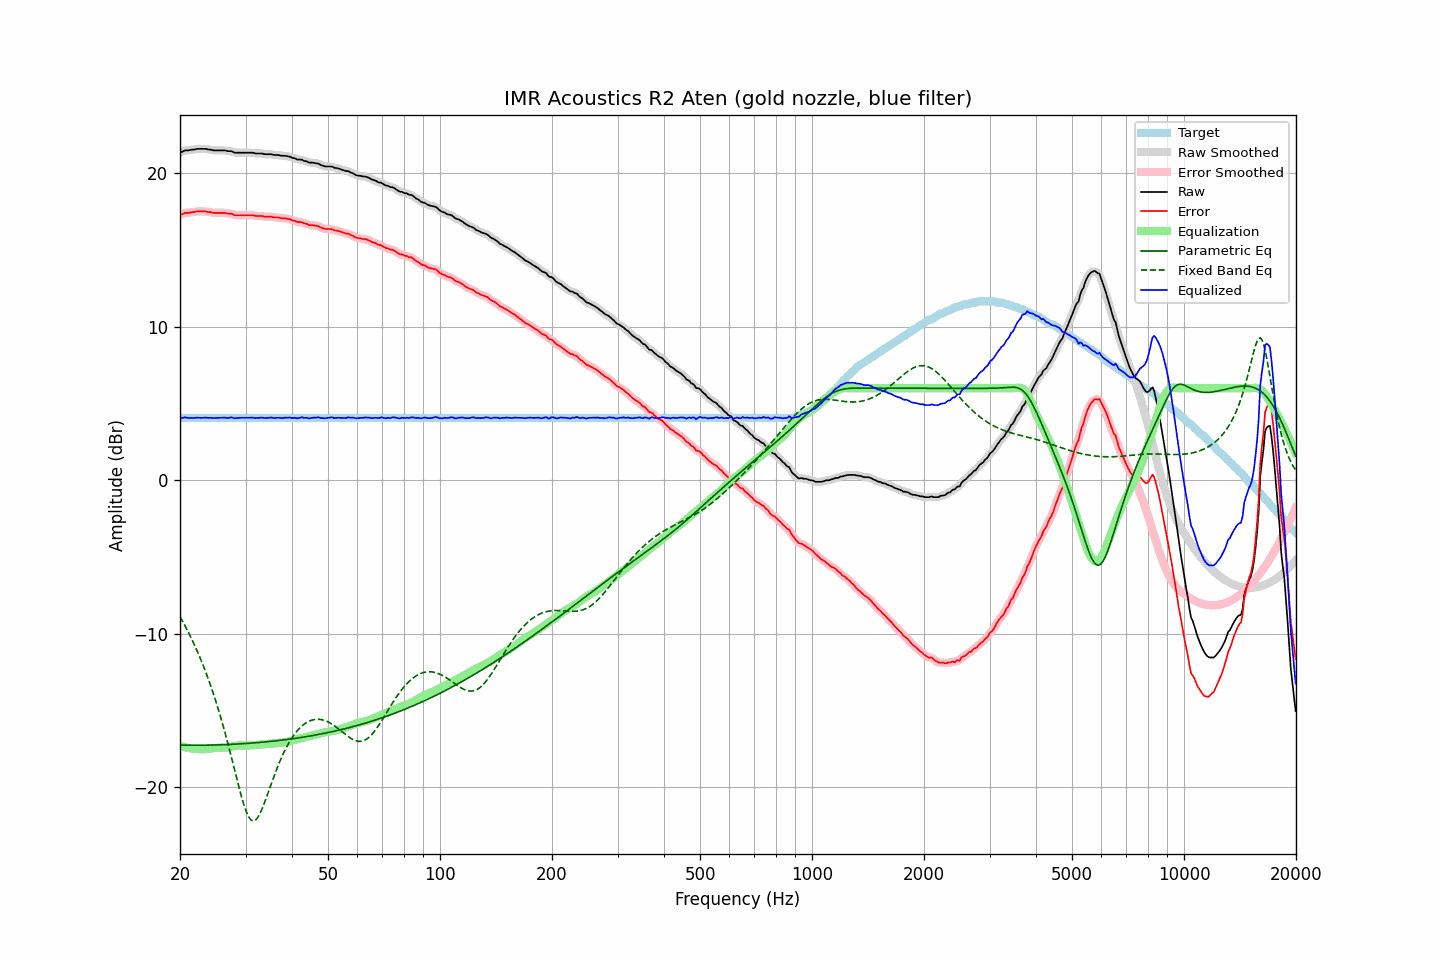 IMR Acoustics R2 Aten (gold nozzle, blue filter)
Target
Raw Smoothed
Error Smoothed
Raw
Error
Equalization
Parametric Eq
Fixed Band Eq
Equalized
20
10
0
−10
−20
Amplitude (dBr)
20 50 100 200 500 1000 2000 5000 10000 20000
Frequency (Hz)